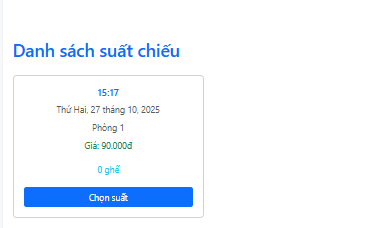 Danh sách suất chiếu
15:17
Thứ Hai, 27 tháng 10, 2025
Phòng 1
Giá: 90.000đ
0 ghế
Chọn suất